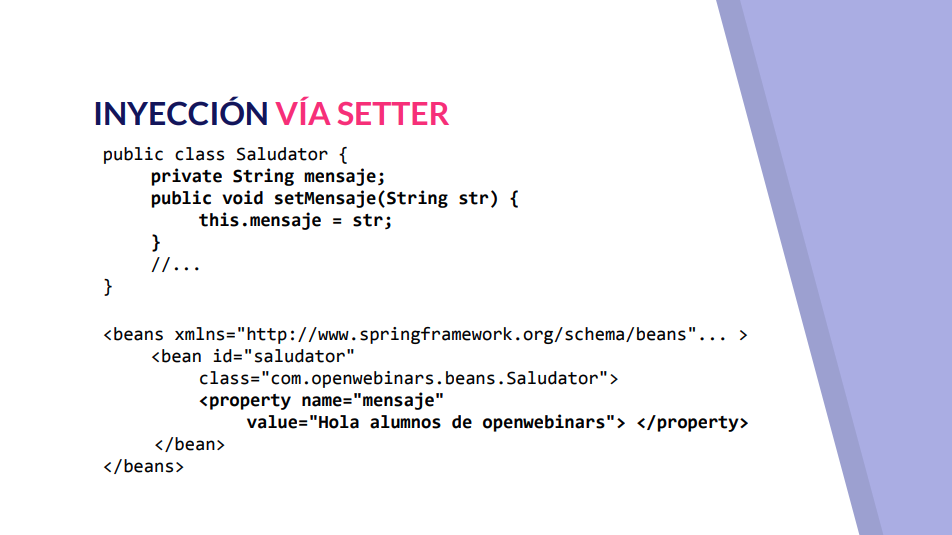 INYECCIÓN VÍA SETTER
public class Saludator {
private String mensaje;
public void setMensaje(String str) {
this.mensaje = str;
}
//...
}
<beans xmlns="http://www.springframework.org/schema/beans"... >
<bean id="saludator"
class="com.openwebinars.beans.Saludator">
<property name="mensaje"
value="Hola alumnos de openwebinars"> </property>
</bean>
</beans>